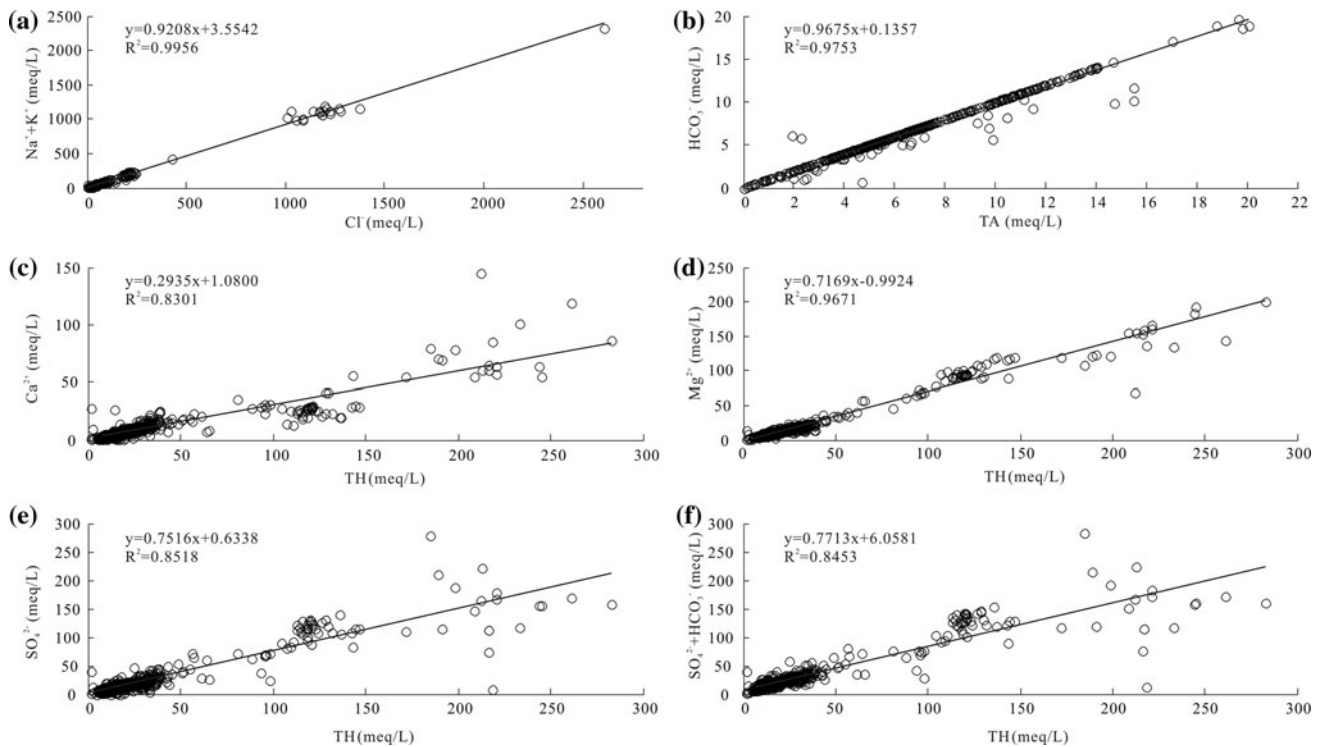 (a)
y=0.9208x+3.5542
R²=0.9956
Na⁺+K⁺ (meq/L)
2500
2000
1500
1000
500
0
0 500 1000 1500 2000 2500
Cl⁻(meq/L)
(b)
y=0.9675x+0.1357
R²=0.9753
HCO₃⁻ (meq/L)
20
15
10
5
0
0 2 4 6 8 10 12 14 16 18 20 22
TA (meq/L)
(c)
y=0.2935x+1.0800
R²=0.8301
Ca²⁺ (meq/L)
150
100
50
0
0 50 100 150 200 250 300
TH(meq/L)
(d)
y=0.7169x-0.9924
R²=0.9671
Mg²⁺ (meq/L)
250
200
150
100
50
0
0 50 100 150 200 250 300
TH(meq/L)
(e)
y=0.7516x+0.6338
R²=0.8518
SO₄²⁻ (meq/L)
300
250
200
150
100
50
0
0 50 100 150 200 250 300
TH(meq/L)
(f)
y=0.7713x+6.0581
R²=0.8453
SO₄²⁻+HCO₃⁻ (meq/L)
300
250
200
150
100
50
0
0 50 100 150 200 250 300
TH(meq/L)